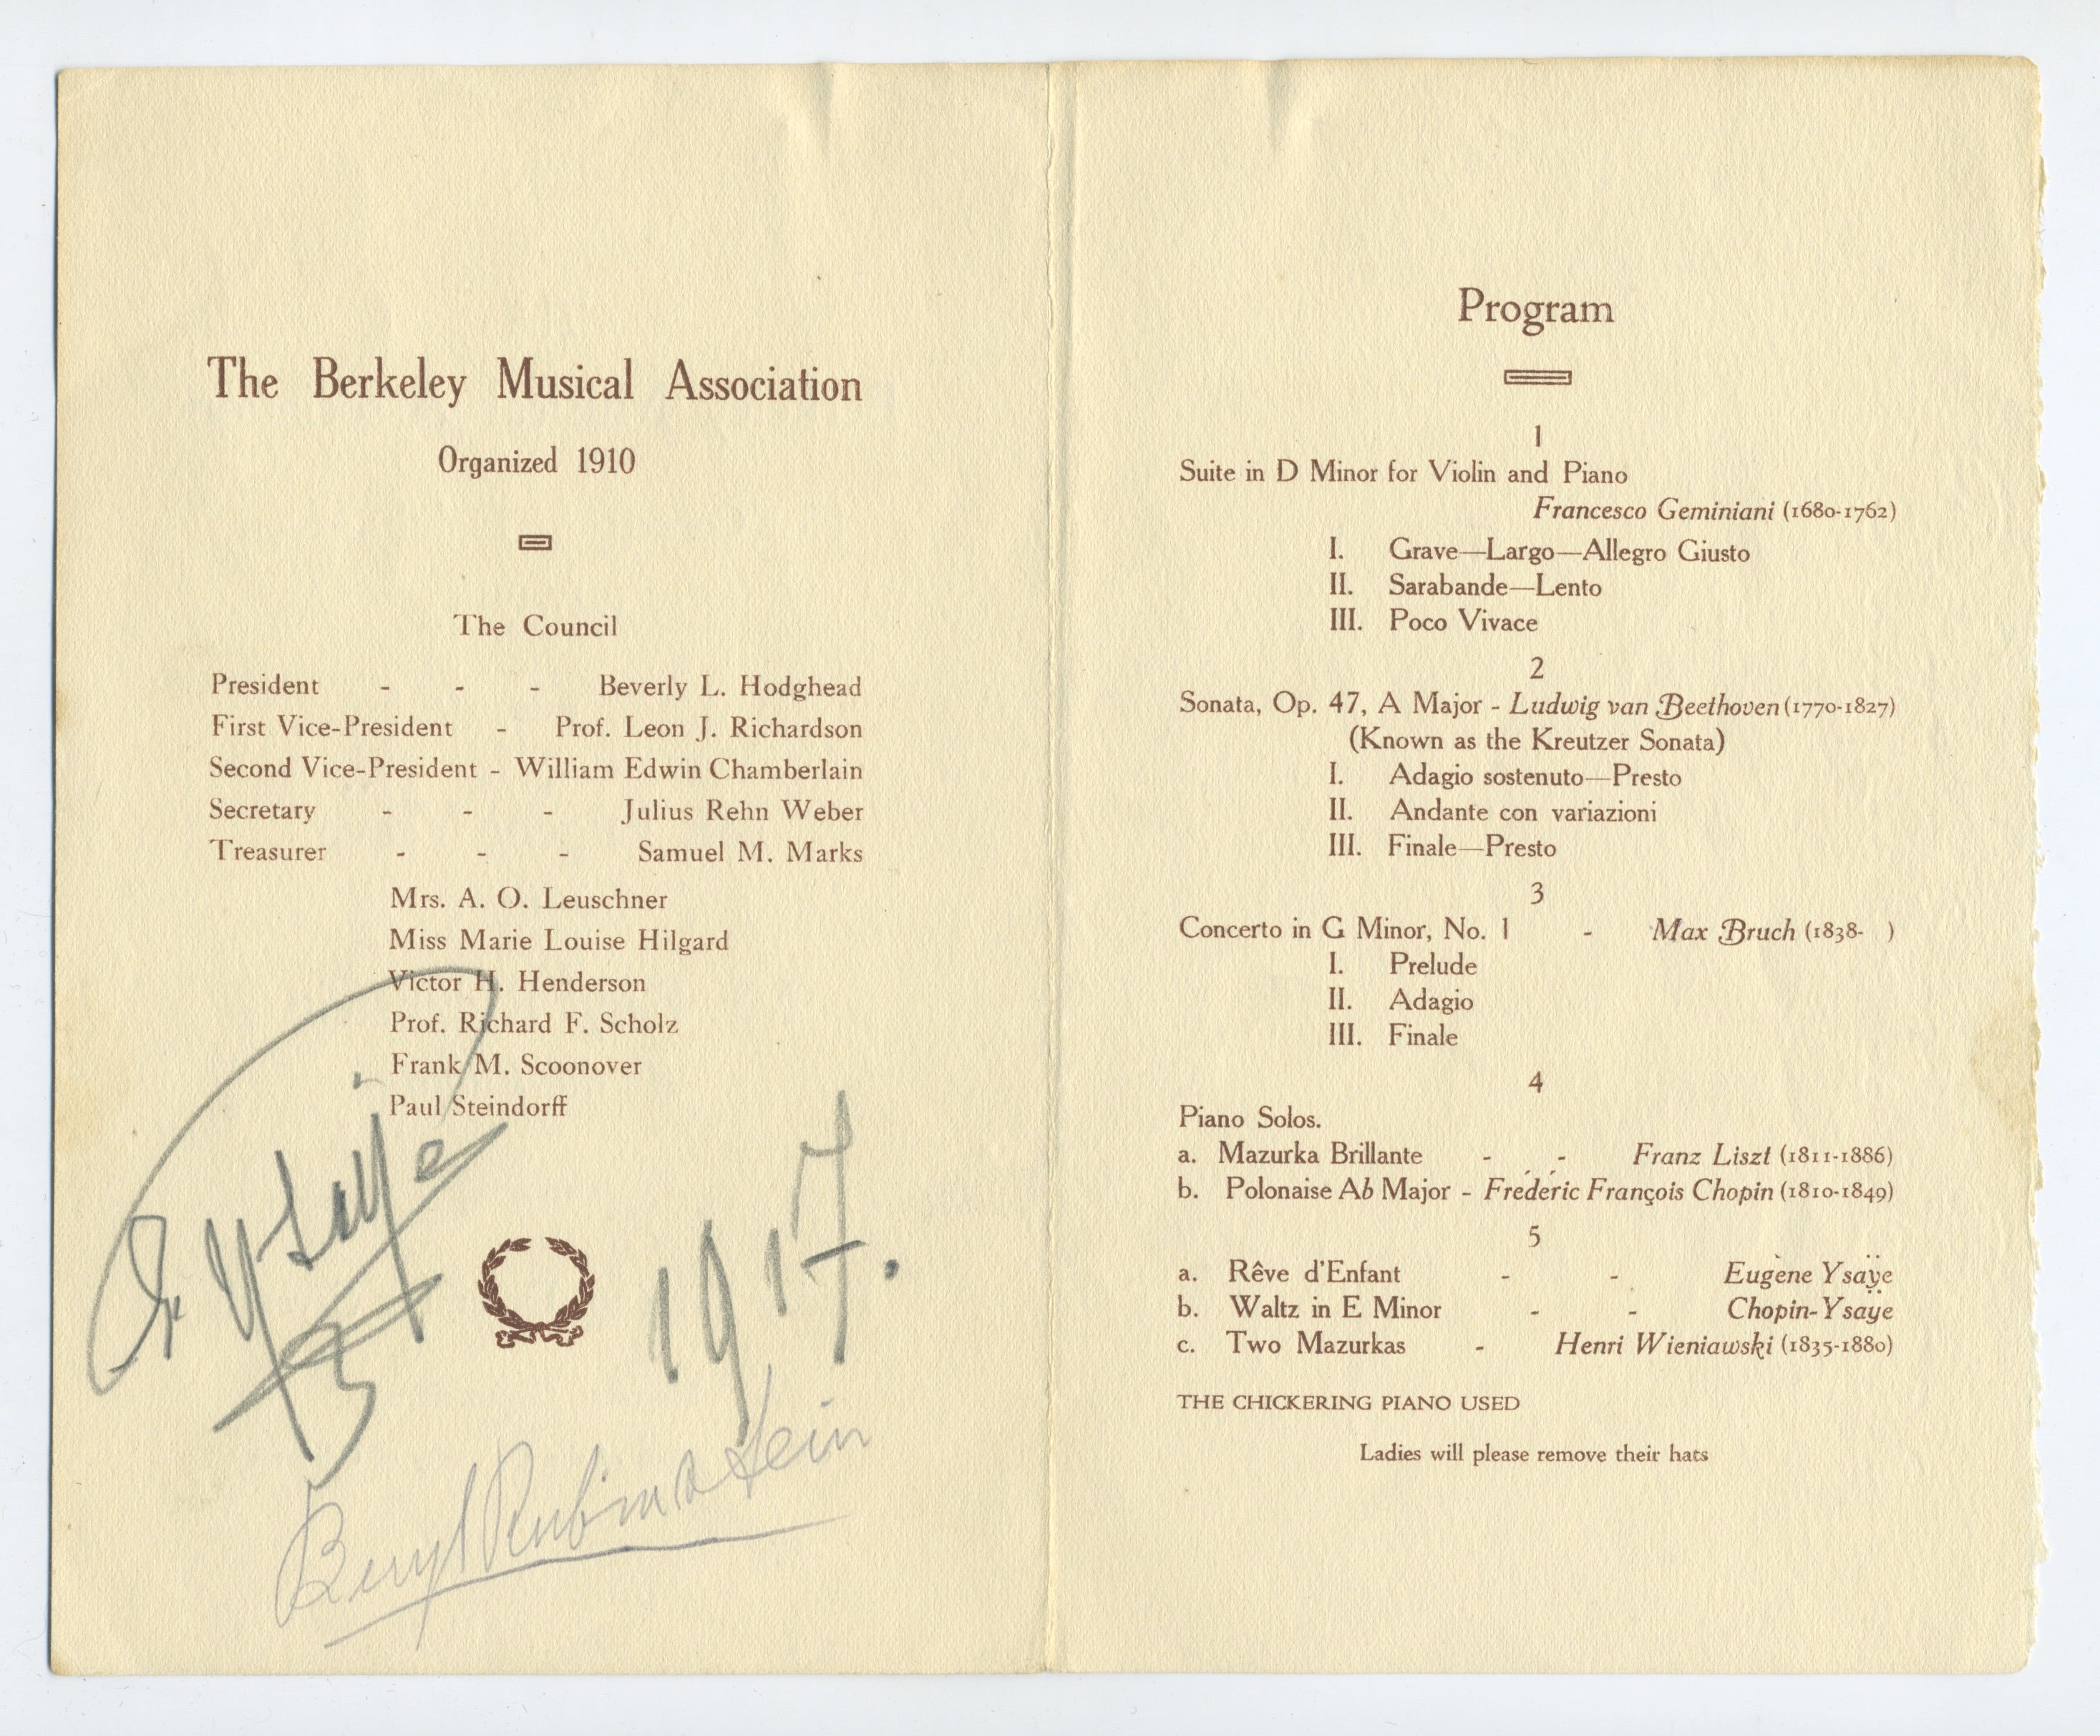 The Berkeley Musical Association
Organized 1910
The Council
President - - - Beverly L. Hodghead
First Vice-President - Prof. Leon J. Richardson
Second Vice-President - William Edwin Chamberlain
Secretary - - - Julius Rehn Weber
Treasurer - - - Samuel M. Marks
Mrs. A. O. Leuschner
Miss Marie Louise Hilgard
Victor H. Henderson
Prof. Richard F. Scholz
Frank M. Scoonover
Paul Steindorff
Ysaÿe
1917.
Beryl Rubinstein
Program
1
Suite in D Minor for Violin and Piano
Francesco Geminiani (1680-1762)
I. Grave—Largo—Allegro Giusto
II. Sarabande—Lento
III. Poco Vivace
2
Sonata, Op. 47, A Major - Ludwig van Beethoven (1770-1827)
(Known as the Kreutzer Sonata)
I. Adagio sostenuto—Presto
II. Andante con variazioni
III. Finale—Presto
3
Concerto in G Minor, No. 1 - Max Bruch (1838- )
I. Prelude
II. Adagio
III. Finale
4
Piano Solos.
a. Mazurka Brillante - - Franz Liszt (1811-1886)
b. Polonaise Ab Major - Fréderíc François Chopin (1810-1849)
5
a. Rêve d'Enfant - - Eugène Ysaÿe
b. Waltz in E Minor - - Chopin-Ysaÿe
c. Two Mazurkas - Henri Wieniawski (1835-1880)
THE CHICKERING PIANO USED
Ladies will please remove their hats